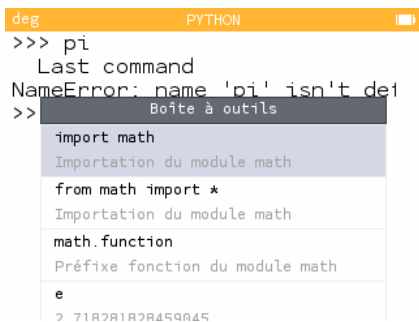 deg PYTHON
>>> pi
Last command
NameError: name 'pi' isn't def
>>
Boîte à outils
import math
Importation du module math
from math import *
Importation du module math
math.function
Préfixe fonction du module math
e
2.718281828459045